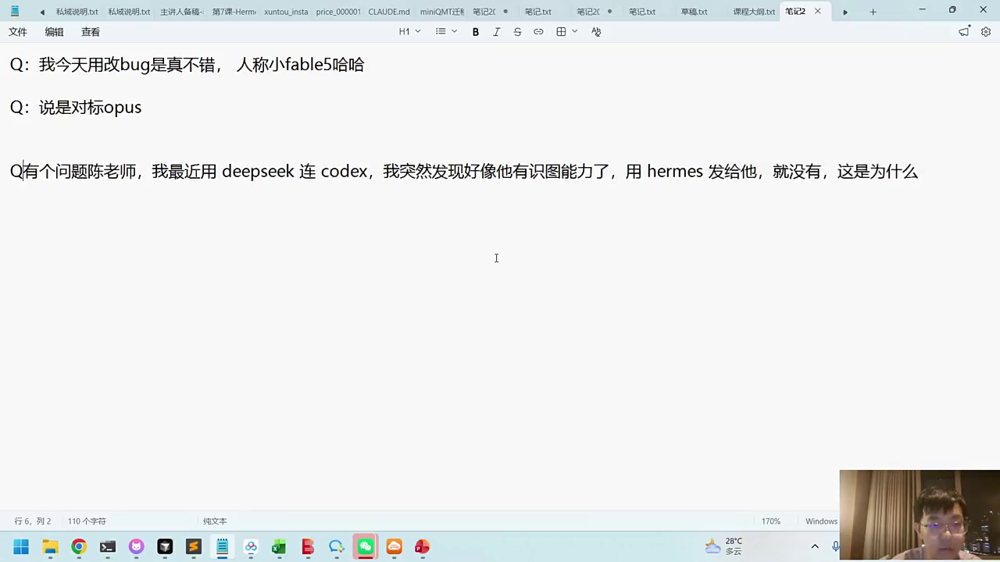 私域说明.txt
私域说明.txt
主讲人备稿-
第7课-Herm
xuntou_insta
price_000001
CLAUDE.md
miniQMT迁移
笔记2(
笔记.txt
笔记2(
笔记.txt
草稿.txt
课程大纲.txt
笔记2
文件 编辑 查看
H1
Q：我今天用改bug是真不错， 人称小fable5哈哈
Q：说是对标opus
Q有个问题陈老师，我最近用 deepseek 连 codex，我突然发现好像他有识图能力了，用 hermes 发给他，就没有，这是为什么
行 6，列 2 110 个字符 纯文本 170% Windows
28°C
多云